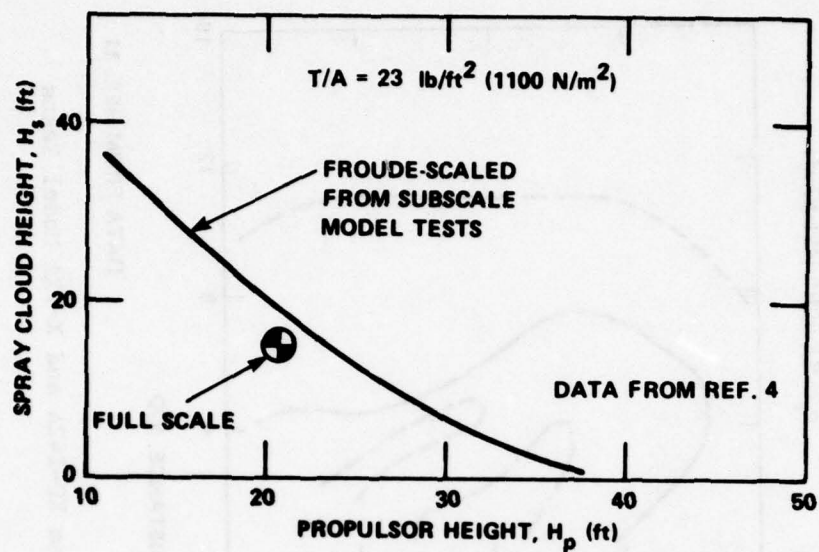 T/A = 23 lb/ft² (1100 N/m²)
SPRAY CLOUD HEIGHT, Hs (ft)
40
20
0
FROUDE-SCALED
FROM SUBSCALE
MODEL TESTS
FULL SCALE
DATA FROM REF. 4
10 20 30 40 50
PROPULSOR HEIGHT, Hp (ft)